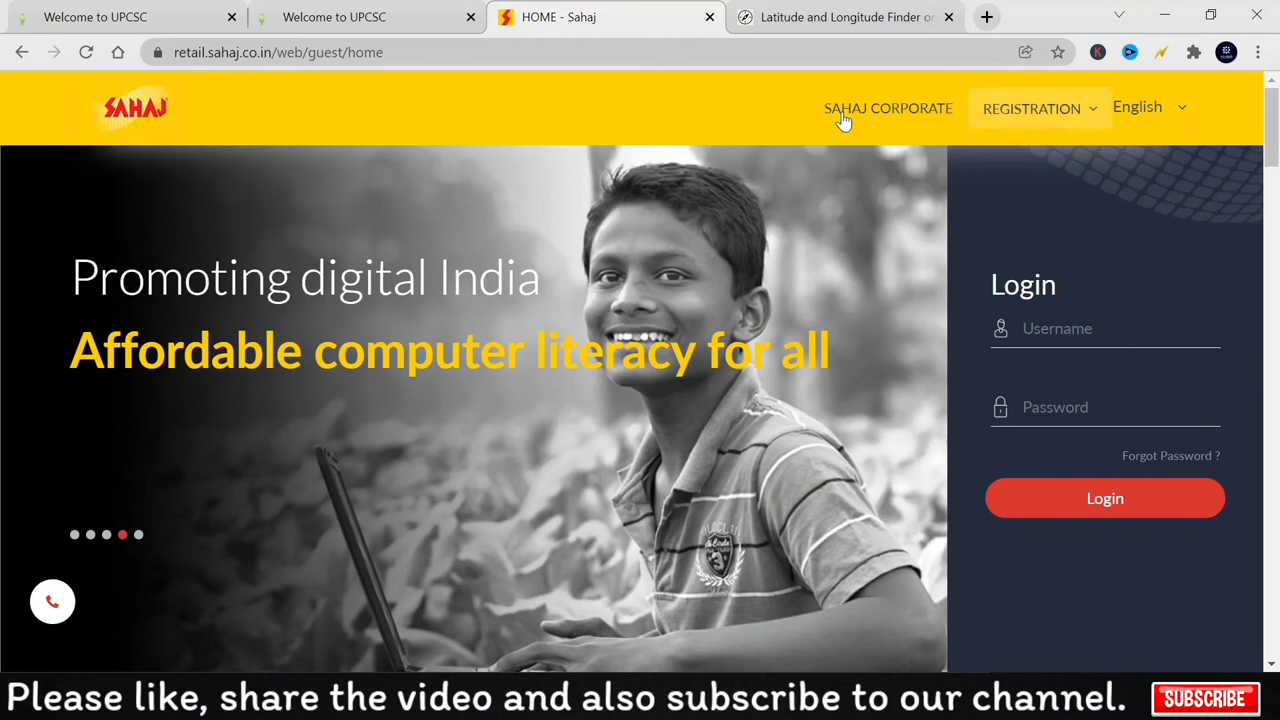 Welcome to UPCSC
Welcome to UPCSC
HOME - Sahaj
Latitude and Longitude Finder o
retail.sahaj.co.in/web/guest/home
SAHAJ
SAHAJ CORPORATE
REGISTRATION
English
Promoting digital India
Affordable computer literacy for all
Login
Username
Password
Forgot Password ?
Login
Please like, share the video and also subscribe to our channel.
SUBSCRIBE